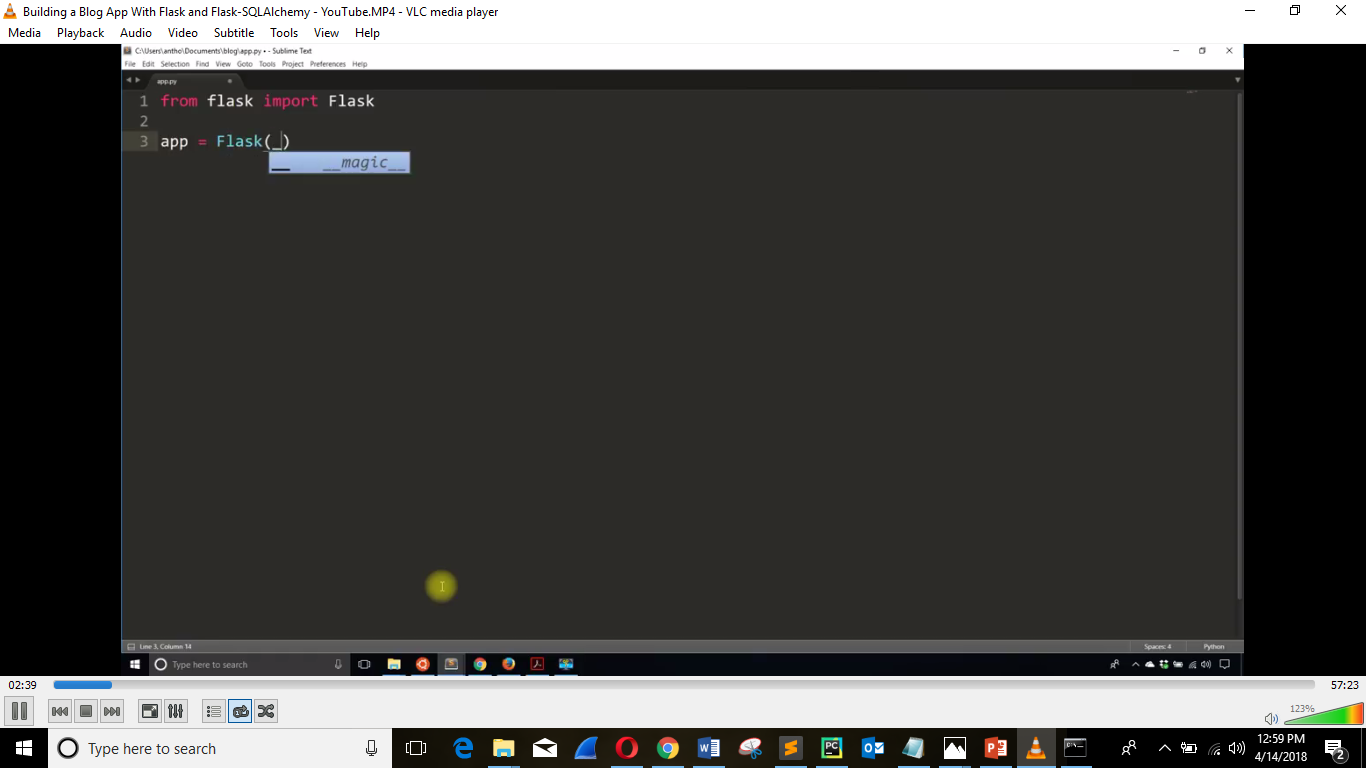 Building a Blog App With Flask and Flask-SQLAlchemy - YouTube.MP4 - VLC media player
Media Playback Audio Video Subtitle Tools View Help
C:\Users\antho\Documents\blog\app.py • - Sublime Text
File Edit Selection Find View Goto Tools Project Preferences Help
app.py
1 from flask import Flask
2
3 app = Flask(_)
__ __magic__
Line 3, Column 14
Spaces: 4 Python
Type here to search
02:39
57:23
123%
Type here to search
12:59 PM
4/14/2018
2